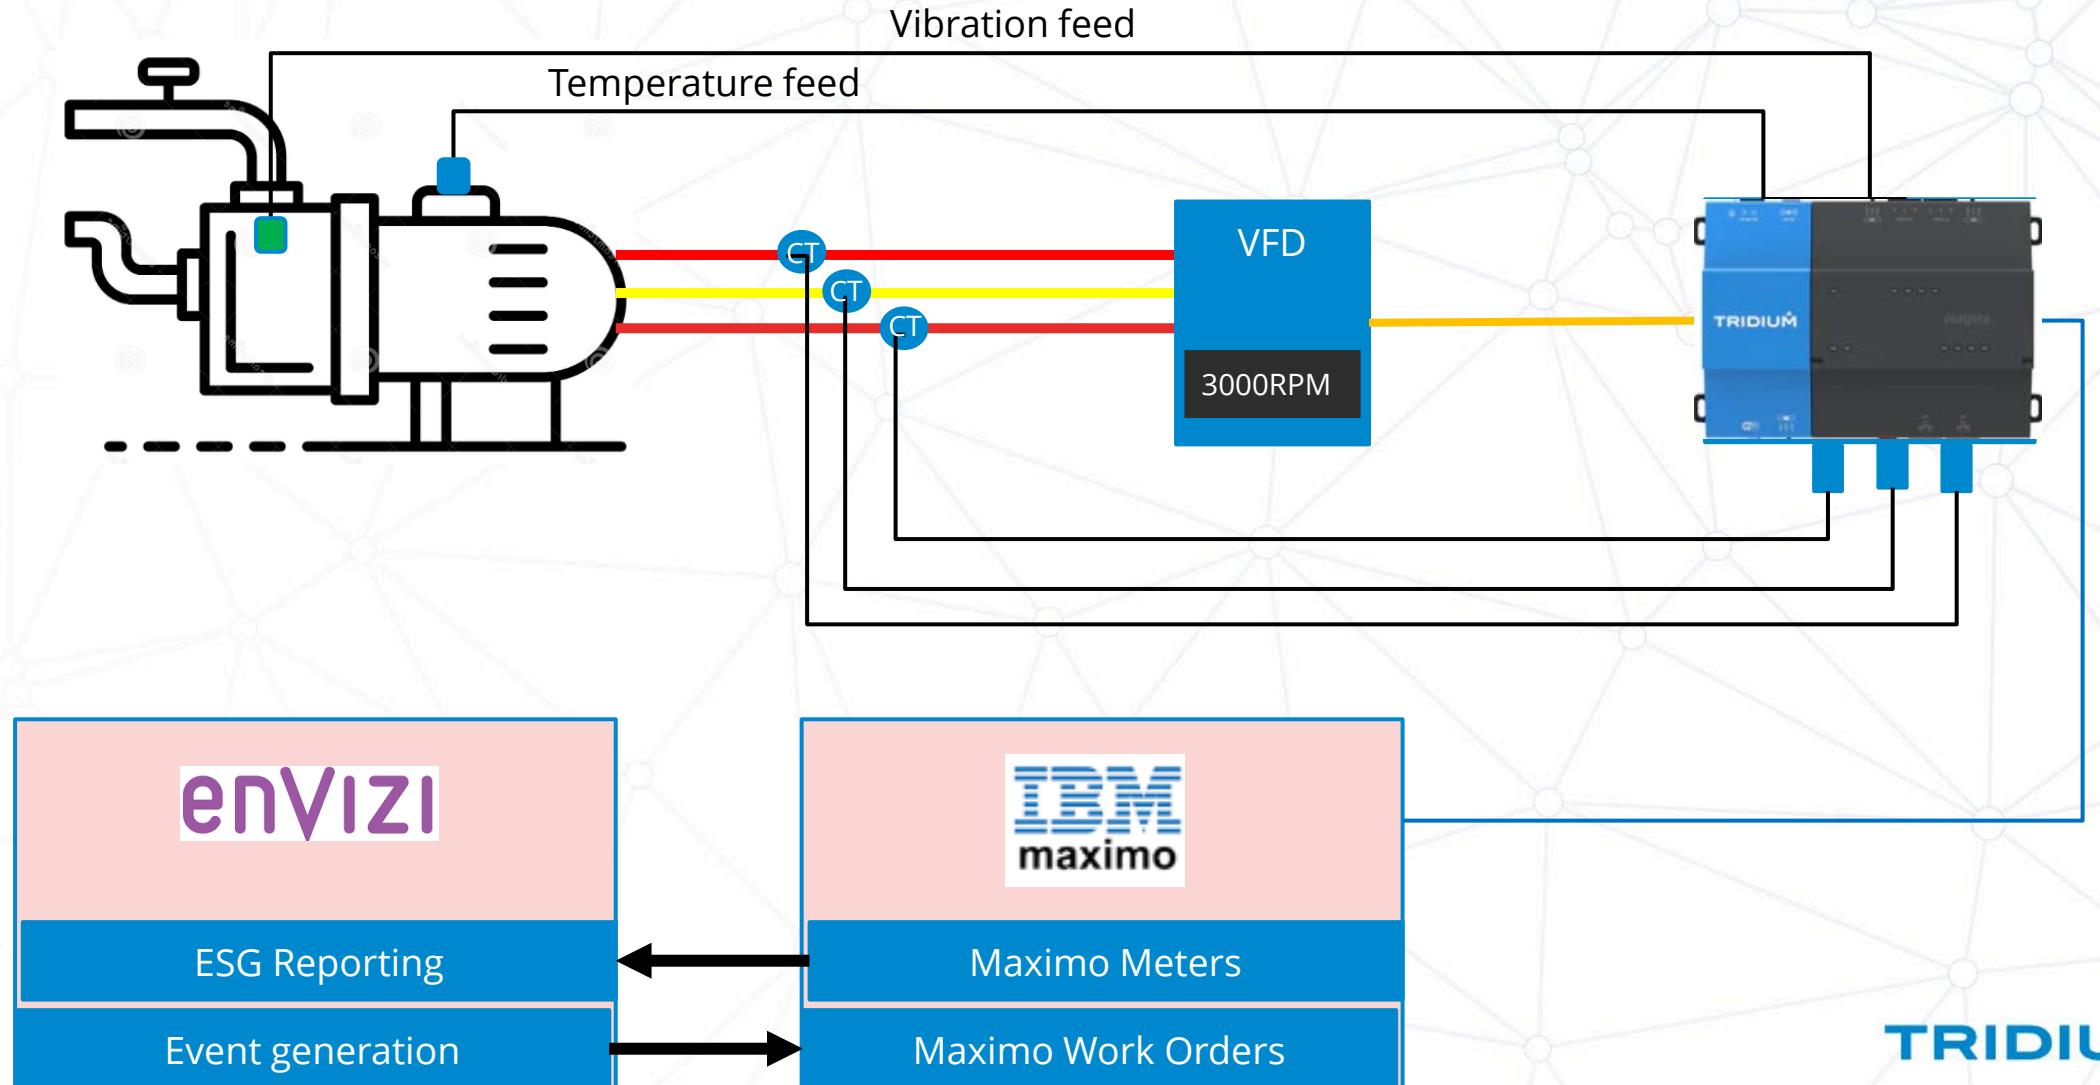 Vibration feed
Temperature feed
CT
CT
CT
VFD
3000RPM
TRIDIUM
enVIZI
IBM
maximo
ESG Reporting
Maximo Meters
Event generation
Maximo Work Orders
TRIDIU